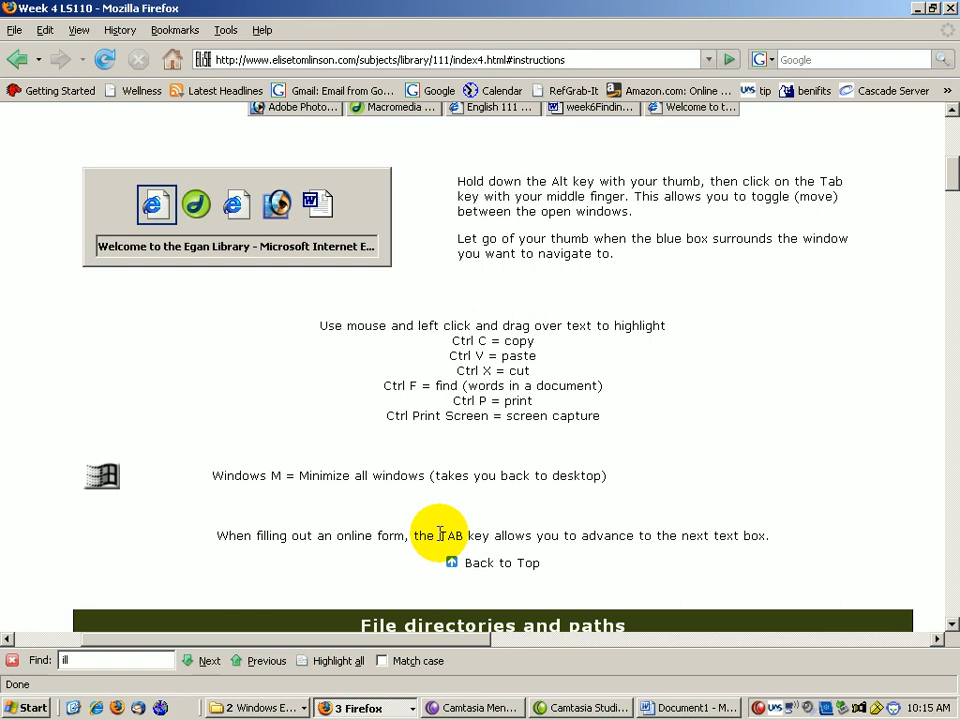 Week 4 LS110 - Mozilla Firefox
File Edit View History Bookmarks Tools Help
http://www.elisetomlinson.com/subjects/library/111/index4.html#instructions
Google
Getting Started Wellness Latest Headlines Gmail: Email from Go... Google Calendar RefGrab-It Amazon.com: Online ... UAS tip benifits Cascade Server »
Adobe Photo... Macromedia ... English 111 ... week6Findin... Welcome to t...
Hold down the Alt key with your thumb, then click on the Tab
key with your middle finger. This allows you to toggle (move)
between the open windows.
Let go of your thumb when the blue box surrounds the window
you want to navigate to.
Welcome to the Egan Library - Microsoft Internet E...
Use mouse and left click and drag over text to highlight
Ctrl C = copy
Ctrl V = paste
Ctrl X = cut
Ctrl F = find (words in a document)
Ctrl P = print
Ctrl Print Screen = screen capture
Windows M = Minimize all windows (takes you back to desktop)
When filling out an online form, the TAB key allows you to advance to the next text box.
Back to Top
File directories and paths
Find: ill Next Previous Highlight all Match case
Done
Start 2 Windows E... 3 Firefox Camtasia Men... Camtasia Studi... Document1 - M... UAS 10:15 AM